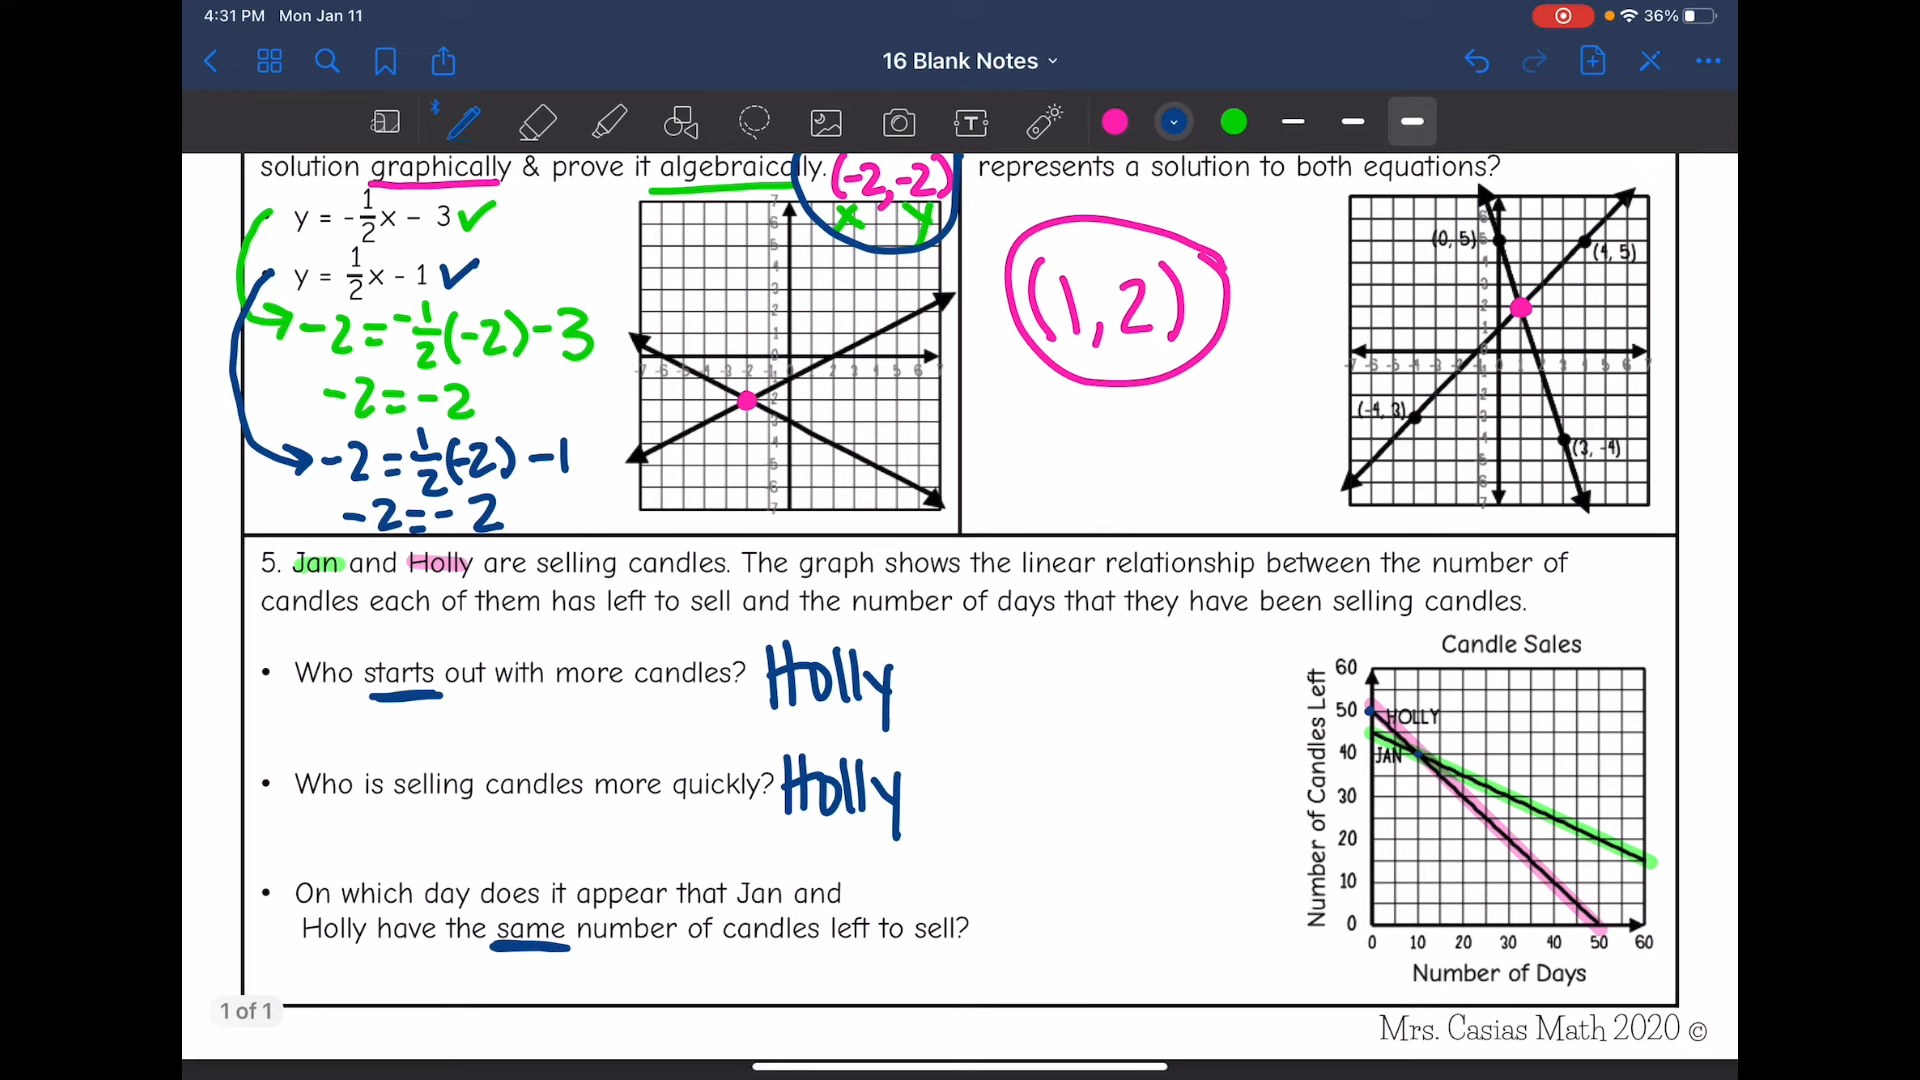 4:31 PM Mon Jan 11
36%
16 Blank Notes
T
solution graphically & prove it algebraically. (-2,-2)
x y
y = -1/2x - 3 ✓
y = 1/2x - 1 ✓
-2 = -1/2(-2) - 3
-2 = -2
-2 = 1/2(-2) - 1
-2 = -2
represents a solution to both equations?
(1, 2)
(0, 5)
(4, 5)
(-4, 3)
(3, -4)
5. Jan and Holly are selling candles. The graph shows the linear relationship between the number of
candles each of them has left to sell and the number of days that they have been selling candles.
• Who starts out with more candles? Holly
• Who is selling candles more quickly? Holly
• On which day does it appear that Jan and
Holly have the same number of candles left to sell?
Candle Sales
Number of Candles Left
60
50
40
30
20
10
0
HOLLY
JAN
0 10 20 30 40 50 60
Number of Days
1 of 1
Mrs. Casias Math 2020 ©